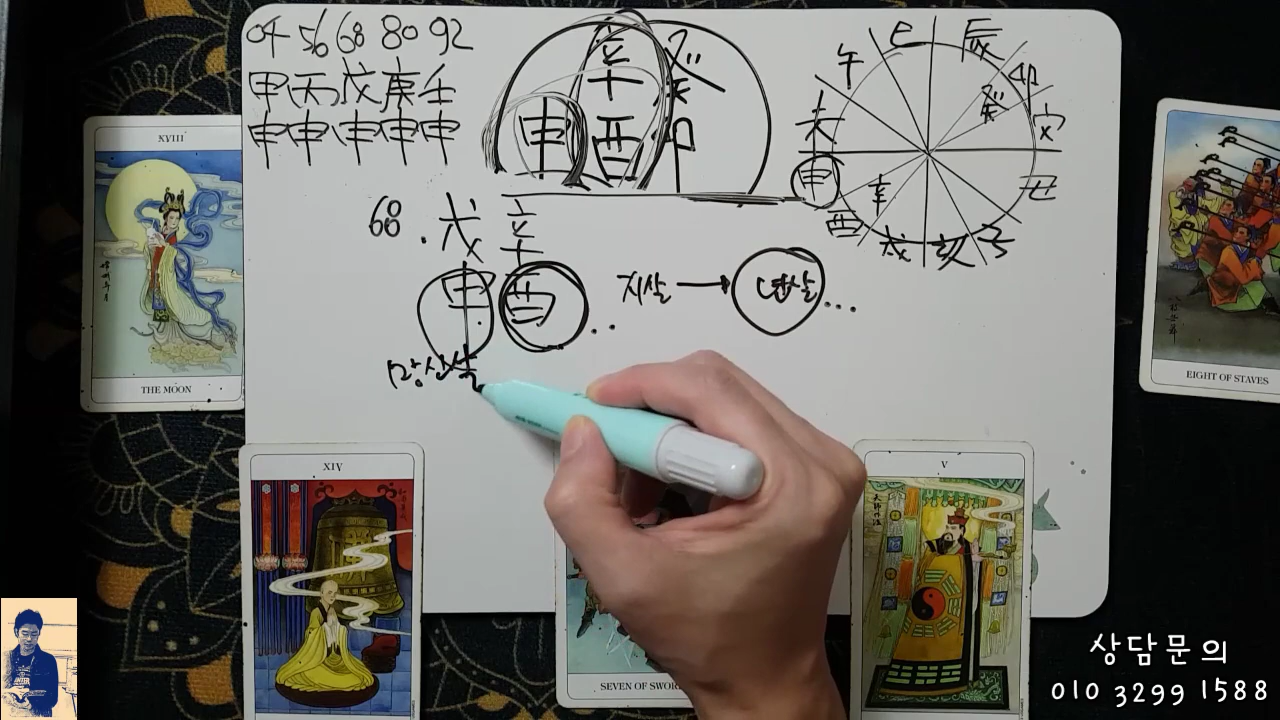 04 56 68 80 92
甲 丙 戊 庚 壬
申 申 申 申 申
辛 癸
申 酉 卯
巳 辰
午 卯
癸
未 寅
申 丑
辛
酉 戌 亥 子
68. 戊 辛
申 酉 ..
지살 → 년살 ...
12신살
XVIII
THE MOON
EIGHT OF STAVES
XIV
SEVEN OF SWOR
V
상담문의
010 3299 1588